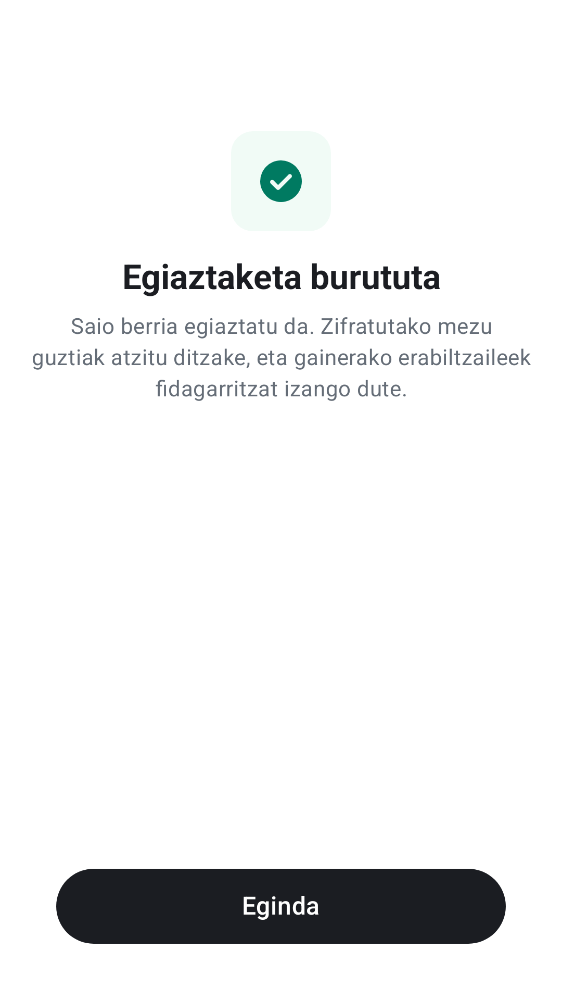 Egiaztaketa burututa
Saio berria egiaztatu da. Zifratutako mezu
guztiak atzitu ditzake, eta gainerako erabiltzaileek
fidagarritzat izango dute.
Eginda